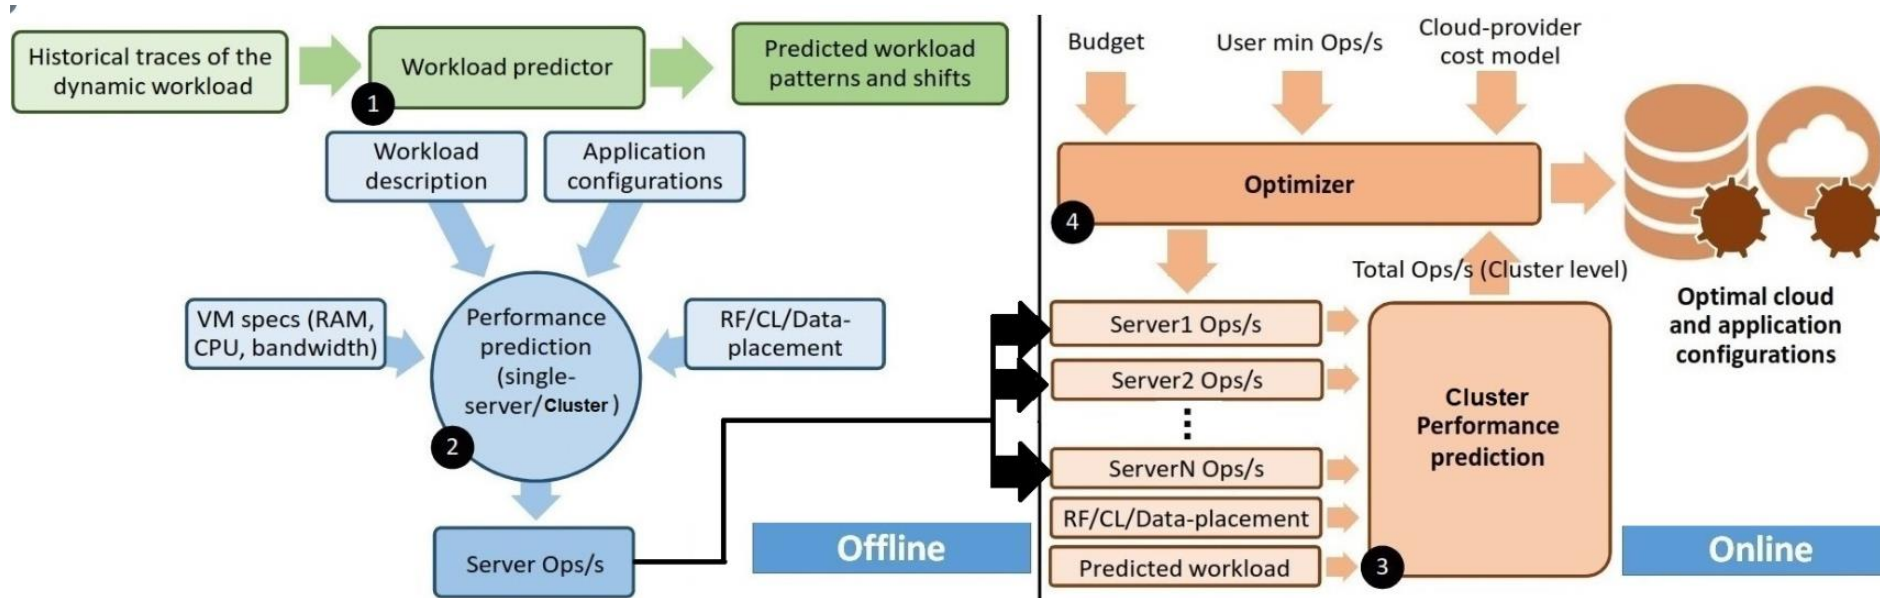 Historical traces of the
dynamic workload
Workload predictor
1
Predicted workload
patterns and shifts
Workload
description
Application
configurations
VM specs (RAM,
CPU, bandwidth)
Performance
prediction
(single-
server/Cluster)
2
RF/CL/Data-
placement
Server Ops/s
Offline
Budget
User min Ops/s
Cloud-provider
cost model
Optimizer
4
Total Ops/s (Cluster level)
Optimal cloud
and application
configurations
Server1 Ops/s
Server2 Ops/s
⋮
ServerN Ops/s
RF/CL/Data-placement
Predicted workload
Cluster
Performance
prediction
3
Online